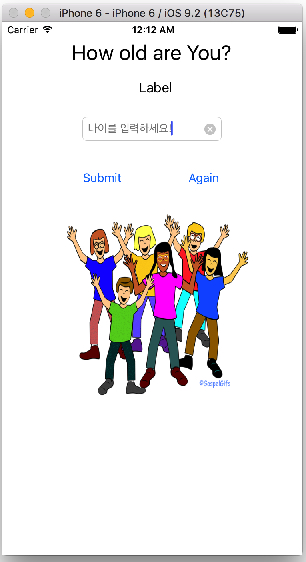 iPhone 6 - iPhone 6 / iOS 9.2 (13C75)
Carrier 12:12 AM
How old are You?
Label
나이를 입력하세요!
Submit Again
©GospelGifs